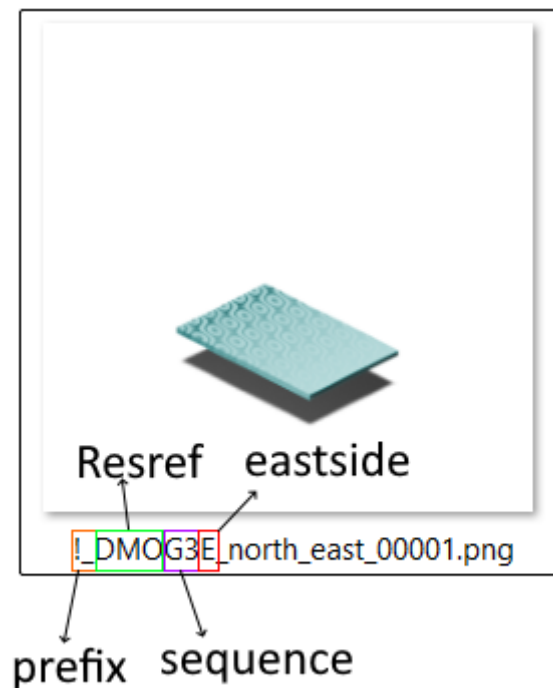 Resref eastside
!_DMOG3E_north_east_00001.png
prefix sequence